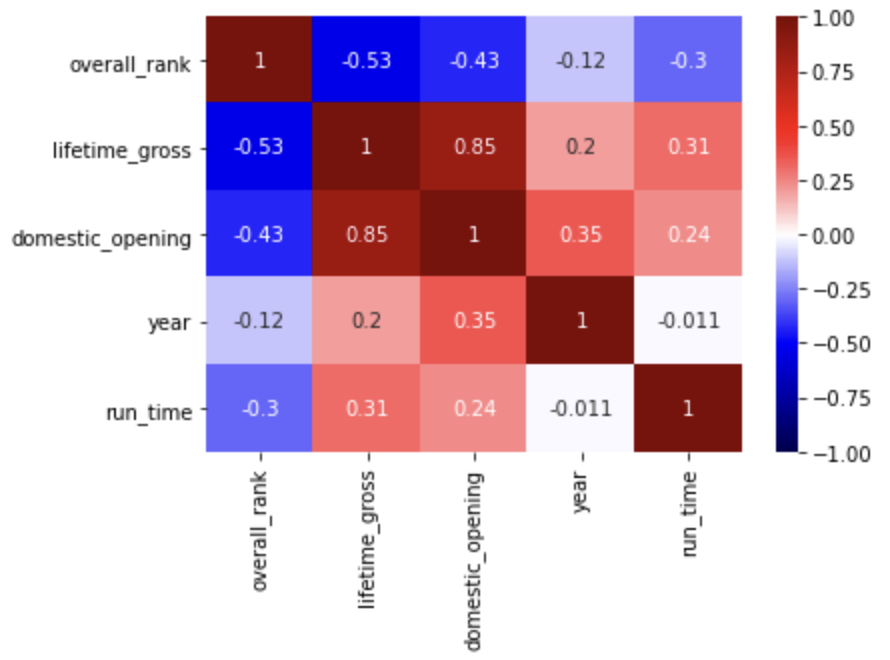 overall_rank 1 -0.53 -0.43 -0.12 -0.3
lifetime_gross -0.53 1 0.85 0.2 0.31
domestic_opening -0.43 0.85 1 0.35 0.24
year -0.12 0.2 0.35 1 -0.011
run_time -0.3 0.31 0.24 -0.011 1
overall_rank
lifetime_gross
domestic_opening
year
run_time
1.00
0.75
0.50
0.25
0.00
−0.25
−0.50
−0.75
−1.00